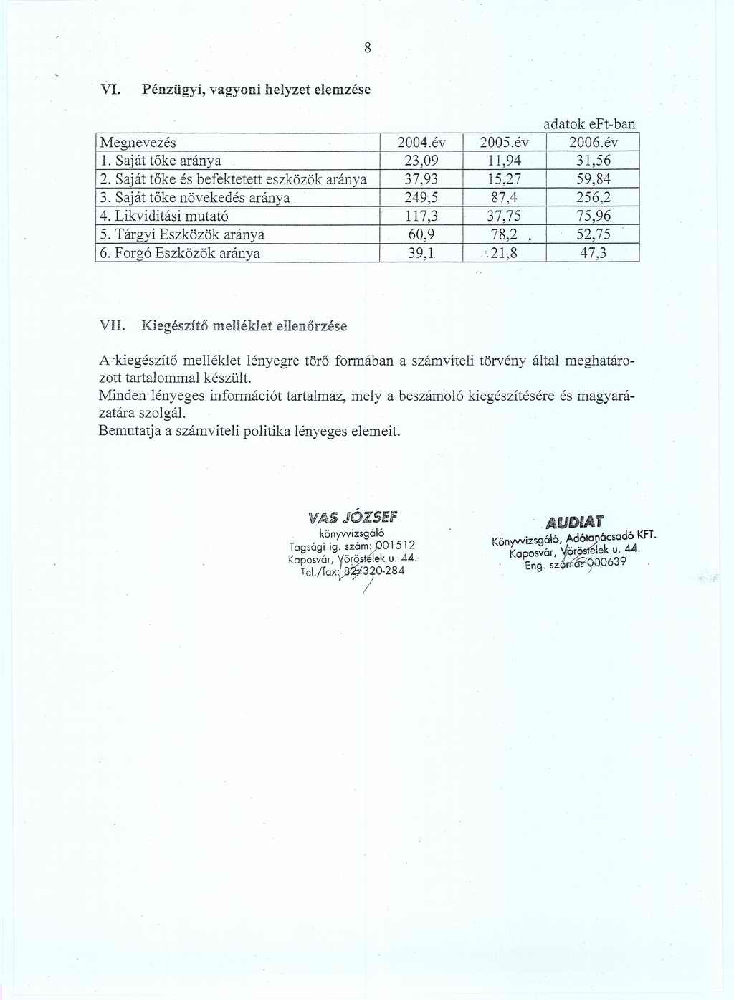 8
VI. Pénzügyi, vagyoni helyzet elemzése
adatok eFt-ban
Megnevezés 2004.év 2005.év 2006.év
1. Saját tőke aránya 23,09 11,94 31,56
2. Saját tőke és befektetett eszközök aránya 37,93 15,27 59,84
3. Saját tőke növekedés aránya 249,5 87,4 256,2
4. Likviditási mutató 117,3 37,75 75,96
5. Tárgyi Eszközök aránya 60,9 78,2 52,75
6. Forgó Eszközök aránya 39,1 21,8 47,3
VII. Kiegészítő melléklet ellenőrzése
A kiegészítő melléklet lényegre törő formában a számviteli törvény által meghatáro-
zott tartalommal készült.
Minden lényeges információt tartalmaz, mely a beszámoló kiegészítésére és magyará-
zatára szolgál.
Bemutatja a számviteli politika lényeges elemeit.
VAS JÓZSEF
könyvvizsgáló
Tagsági ig. szám: 001512
Kaposvár, Vöröstelek u. 44.
Tel./fax: 82/320-284
AUDIAT
Könyvvizsgáló, Adótanácsadó KFT.
Kaposvár, Vöröstelek u. 44.
Eng. száma: 000639